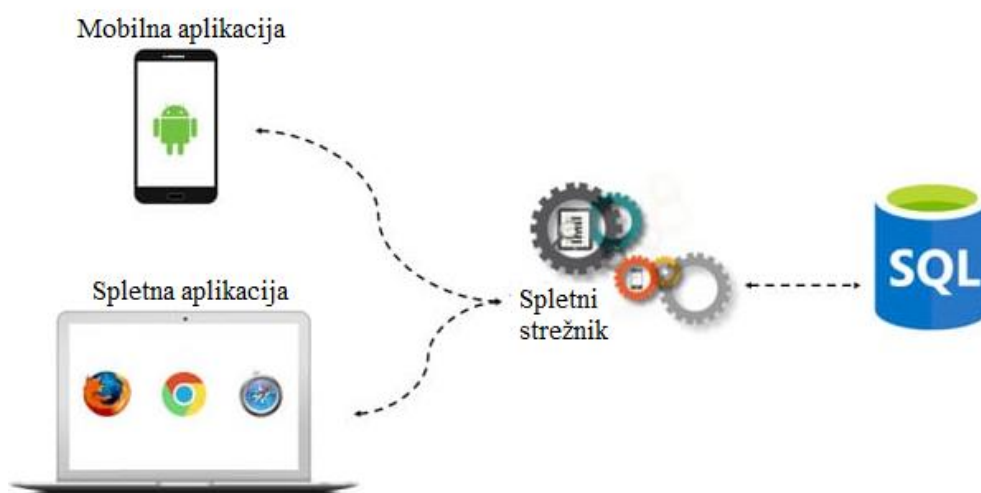 Mobilna aplikacija
Spletna aplikacija
Spletni
strežnik
SQL